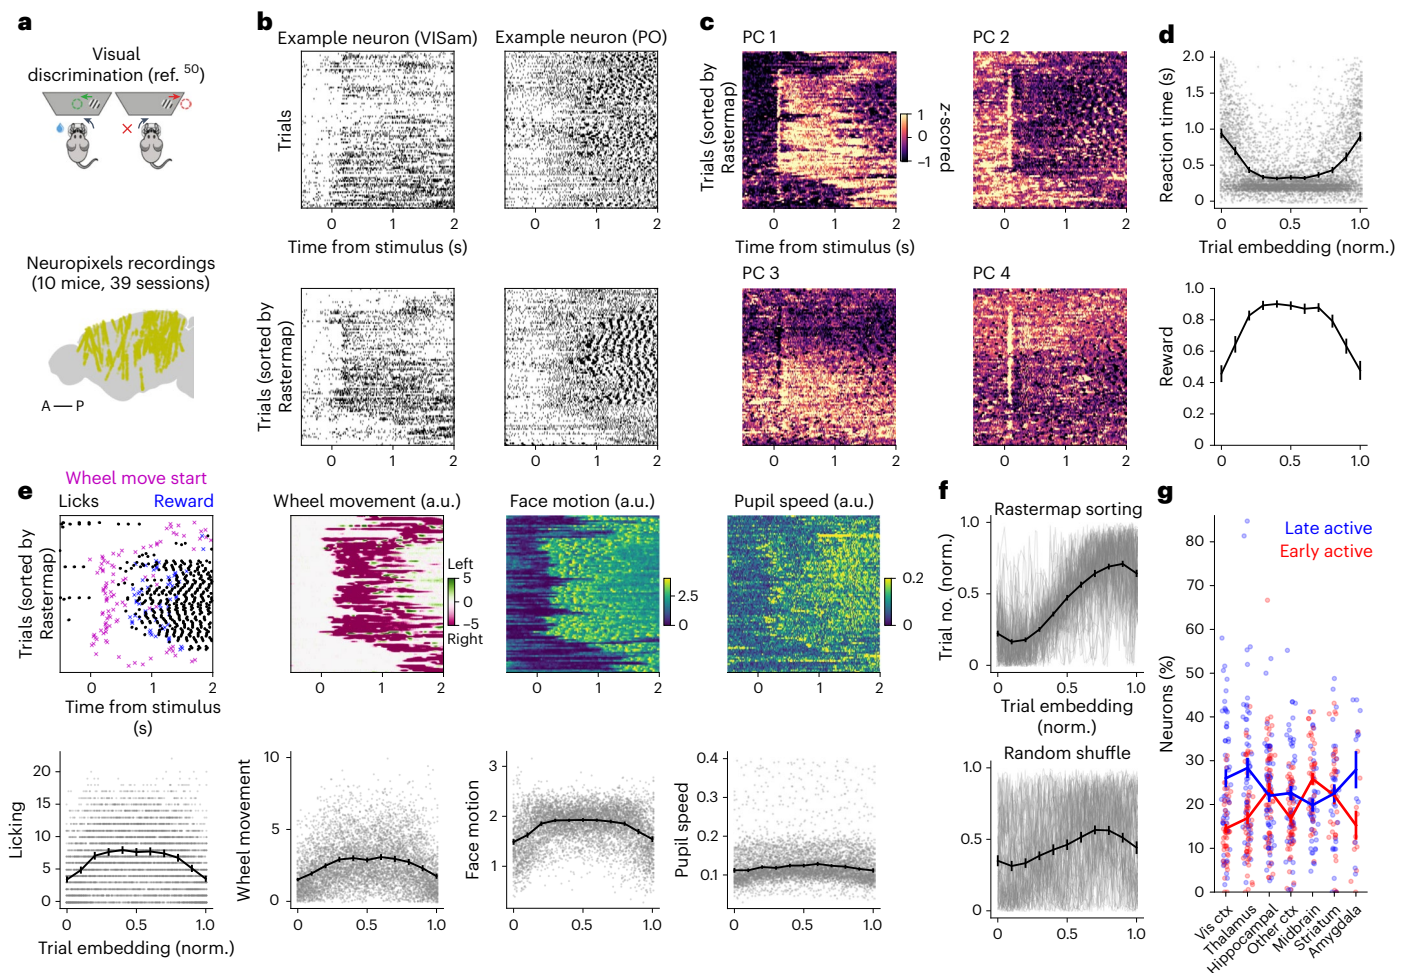 a
Visual
discrimination (ref. 50)
Neuropixels recordings
(10 mice, 39 sessions)
A — P
b
Example neuron (VISam)
Example neuron (PO)
Trials
0 1 2
0 1 2
Time from stimulus (s)
Trials (sorted by
Rastermap)
0 1 2
0 1 2
c
PC 1
PC 2
Trials (sorted by
Rastermap)
1
0
−1
z-scored
0 1 2
0 1 2
Time from stimulus (s)
PC 3
PC 4
0 1 2
0 1 2
d
Reaction time (s)
2.0
1.5
1.0
0.5
0
0 0.5 1.0
Trial embedding (norm.)
Reward
1.0
0.8
0.6
0.4
0.2
0
0 0.5 1.0
e
Wheel move start
Licks
Reward
Trials (sorted by
Rastermap)
0 1 2
Time from stimulus
(s)
Wheel movement (a.u.)
Left
5
0
−5
Right
0 1 2
Face motion (a.u.)
2.5
0
0 1 2
Pupil speed (a.u.)
0.2
0
0 1 2
Licking
20
15
10
5
0
0 0.5 1.0
Trial embedding (norm.)
Wheel movement
10
5
0
0 0.5 1.0
Face motion
3
2
1
0 0.5 1.0
Pupil speed
0.4
0.3
0.2
0.1
0 0.5 1.0
f
Rastermap sorting
Trial no. (norm.)
1.0
0.5
0
0 0.5 1.0
Trial embedding
(norm.)
Random shuffle
1.0
0.5
0
0 0.5 1.0
g
Late active
Early active
Neurons (%)
80
70
60
50
40
30
20
10
0
Vis ctx
Thalamus
Hippocampal
Other ctx
Midbrain
Striatum
Amygdala